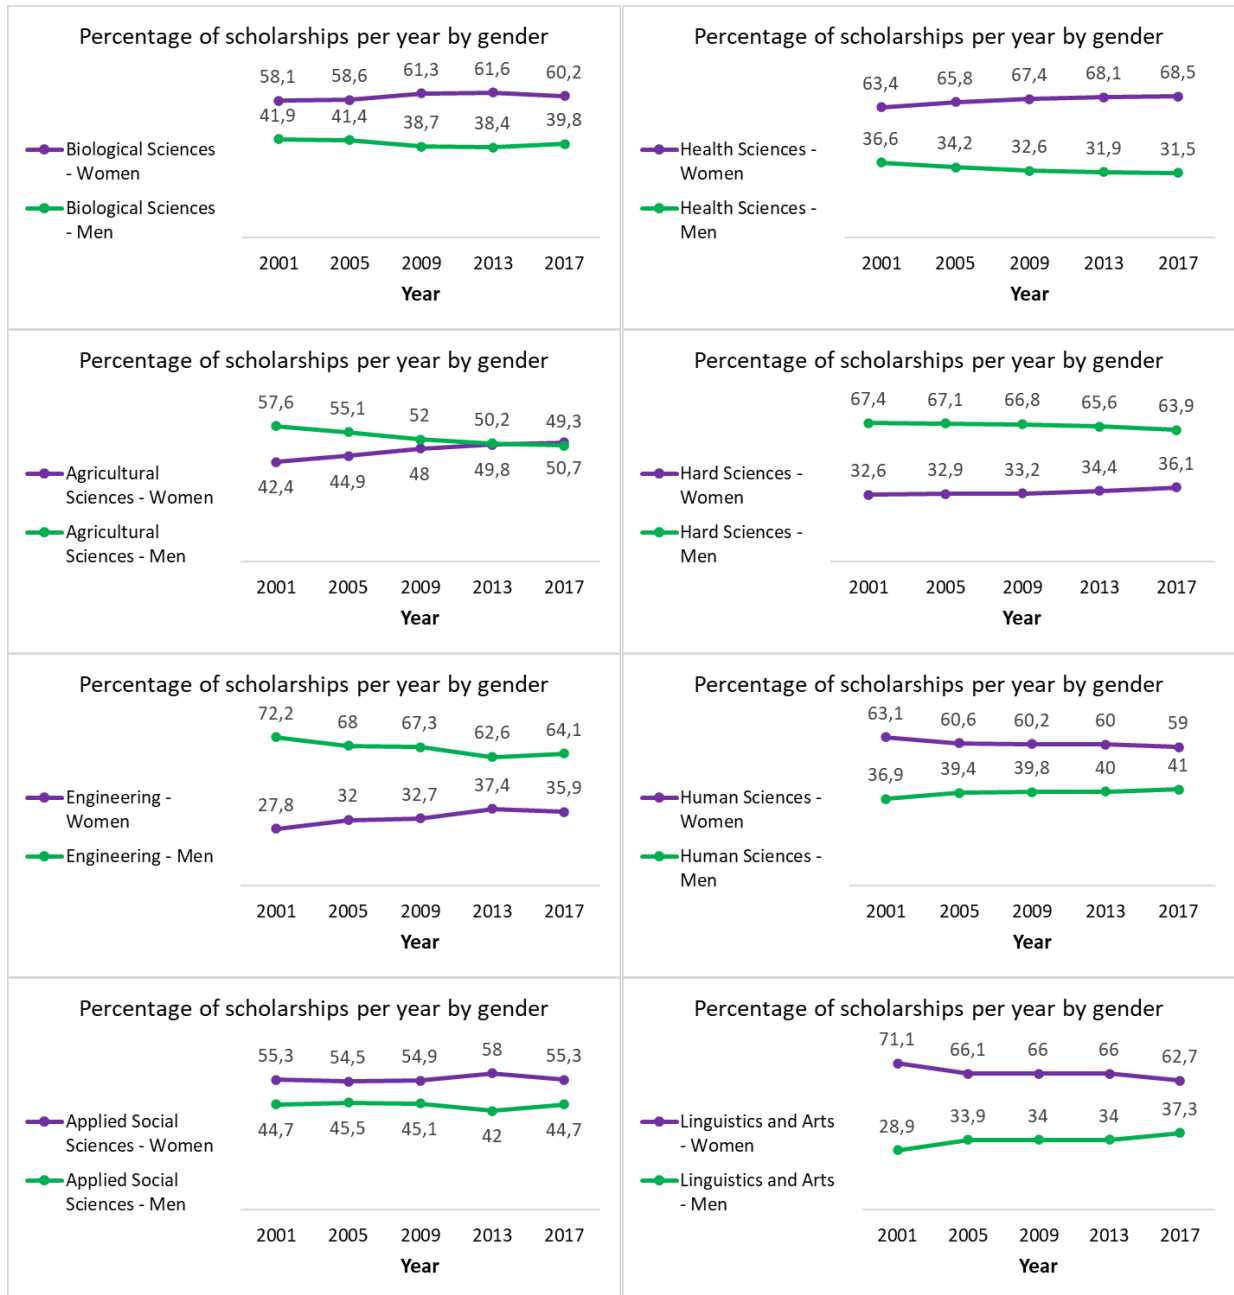 Percentage of scholarships per year by gender
58,1 58,6 61,3 61,6 60,2
41,9 41,4 38,7 38,4 39,8
Biological Sciences
- Women
Biological Sciences
- Men
2001 2005 2009 2013 2017
Year
Percentage of scholarships per year by gender
63,4 65,8 67,4 68,1 68,5
36,6 34,2 32,6 31,9 31,5
Health Sciences -
Women
Health Sciences -
Men
2001 2005 2009 2013 2017
Year
Percentage of scholarships per year by gender
57,6 55,1 52 50,2 49,3
42,4 44,9 48 49,8 50,7
Agricultural
Sciences - Women
Agricultural
Sciences - Men
2001 2005 2009 2013 2017
Year
Percentage of scholarships per year by gender
67,4 67,1 66,8 65,6 63,9
32,6 32,9 33,2 34,4 36,1
Hard Sciences -
Women
Hard Sciences -
Men
2001 2005 2009 2013 2017
Year
Percentage of scholarships per year by gender
72,2 68 67,3 62,6 64,1
27,8 32 32,7 37,4 35,9
Engineering -
Women
Engineering - Men
2001 2005 2009 2013 2017
Year
Percentage of scholarships per year by gender
63,1 60,6 60,2 60 59
36,9 39,4 39,8 40 41
Human Sciences -
Women
Human Sciences -
Men
2001 2005 2009 2013 2017
Year
Percentage of scholarships per year by gender
55,3 54,5 54,9 58 55,3
44,7 45,5 45,1 42 44,7
Applied Social
Sciences - Women
Applied Social
Sciences - Men
2001 2005 2009 2013 2017
Year
Percentage of scholarships per year by gender
71,1 66,1 66 66 62,7
28,9 33,9 34 34 37,3
Linguistics and Arts
- Women
Linguistics and Arts
- Men
2001 2005 2009 2013 2017
Year